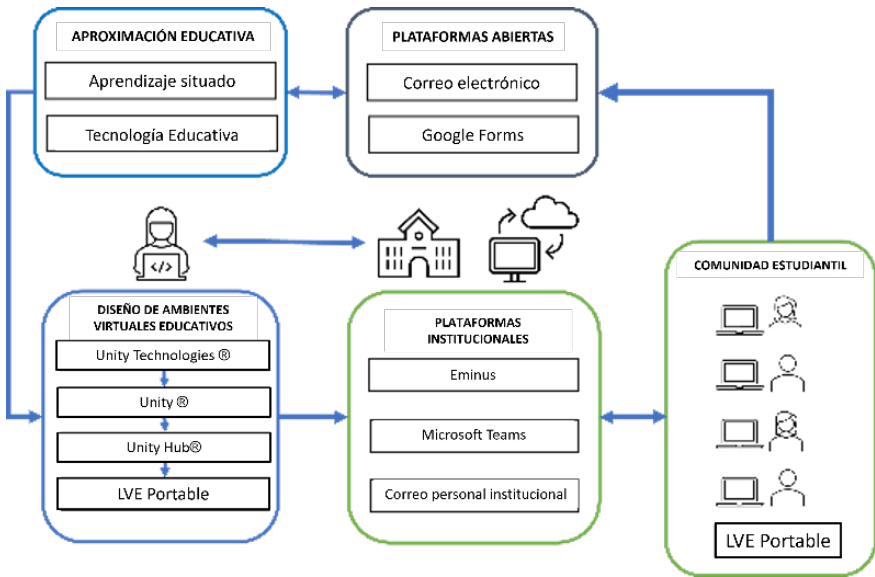 APROXIMACIÓN EDUCATIVA
Aprendizaje situado
Tecnología Educativa
PLATAFORMAS ABIERTAS
Correo electrónico
Google Forms
</>
DISEÑO DE AMBIENTES
VIRTUALES EDUCATIVOS
Unity Technologies ®
Unity ®
Unity Hub®
LVE Portable
PLATAFORMAS
INSTITUCIONALES
Eminus
Microsoft Teams
Correo personal institucional
COMUNIDAD ESTUDIANTIL
LVE Portable